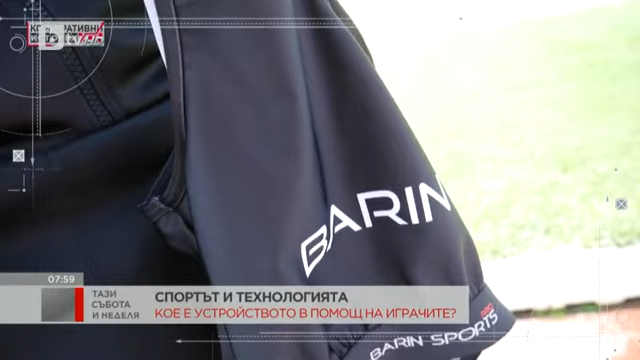 07:59
ТАЗИ
СЪБОТА
И НЕДЕЛЯ
СПОРТЪТ И ТЕХНОЛОГИЯТА
КОЕ Е УСТРОЙСТВОТО В ПОМОЩ НА ИГРАЧИТЕ?
BARIN
BARIN SPORTS